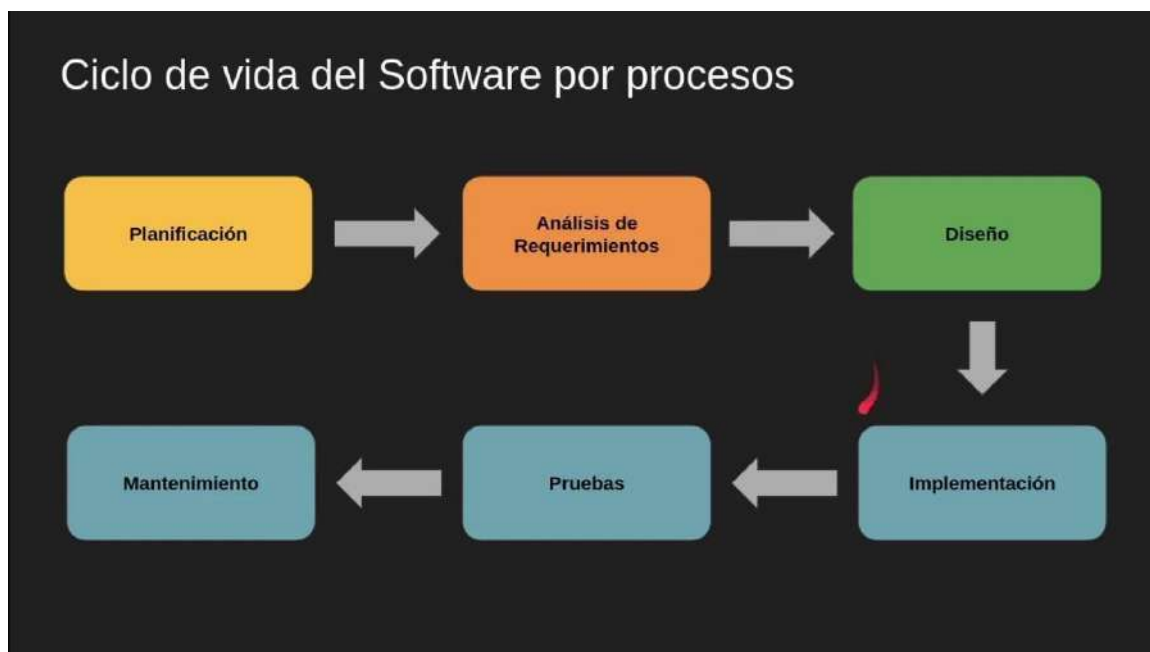 Ciclo de vida del Software por procesos
Planificación
Análisis de
Requerimientos
Diseño
Implementación
Pruebas
Mantenimiento